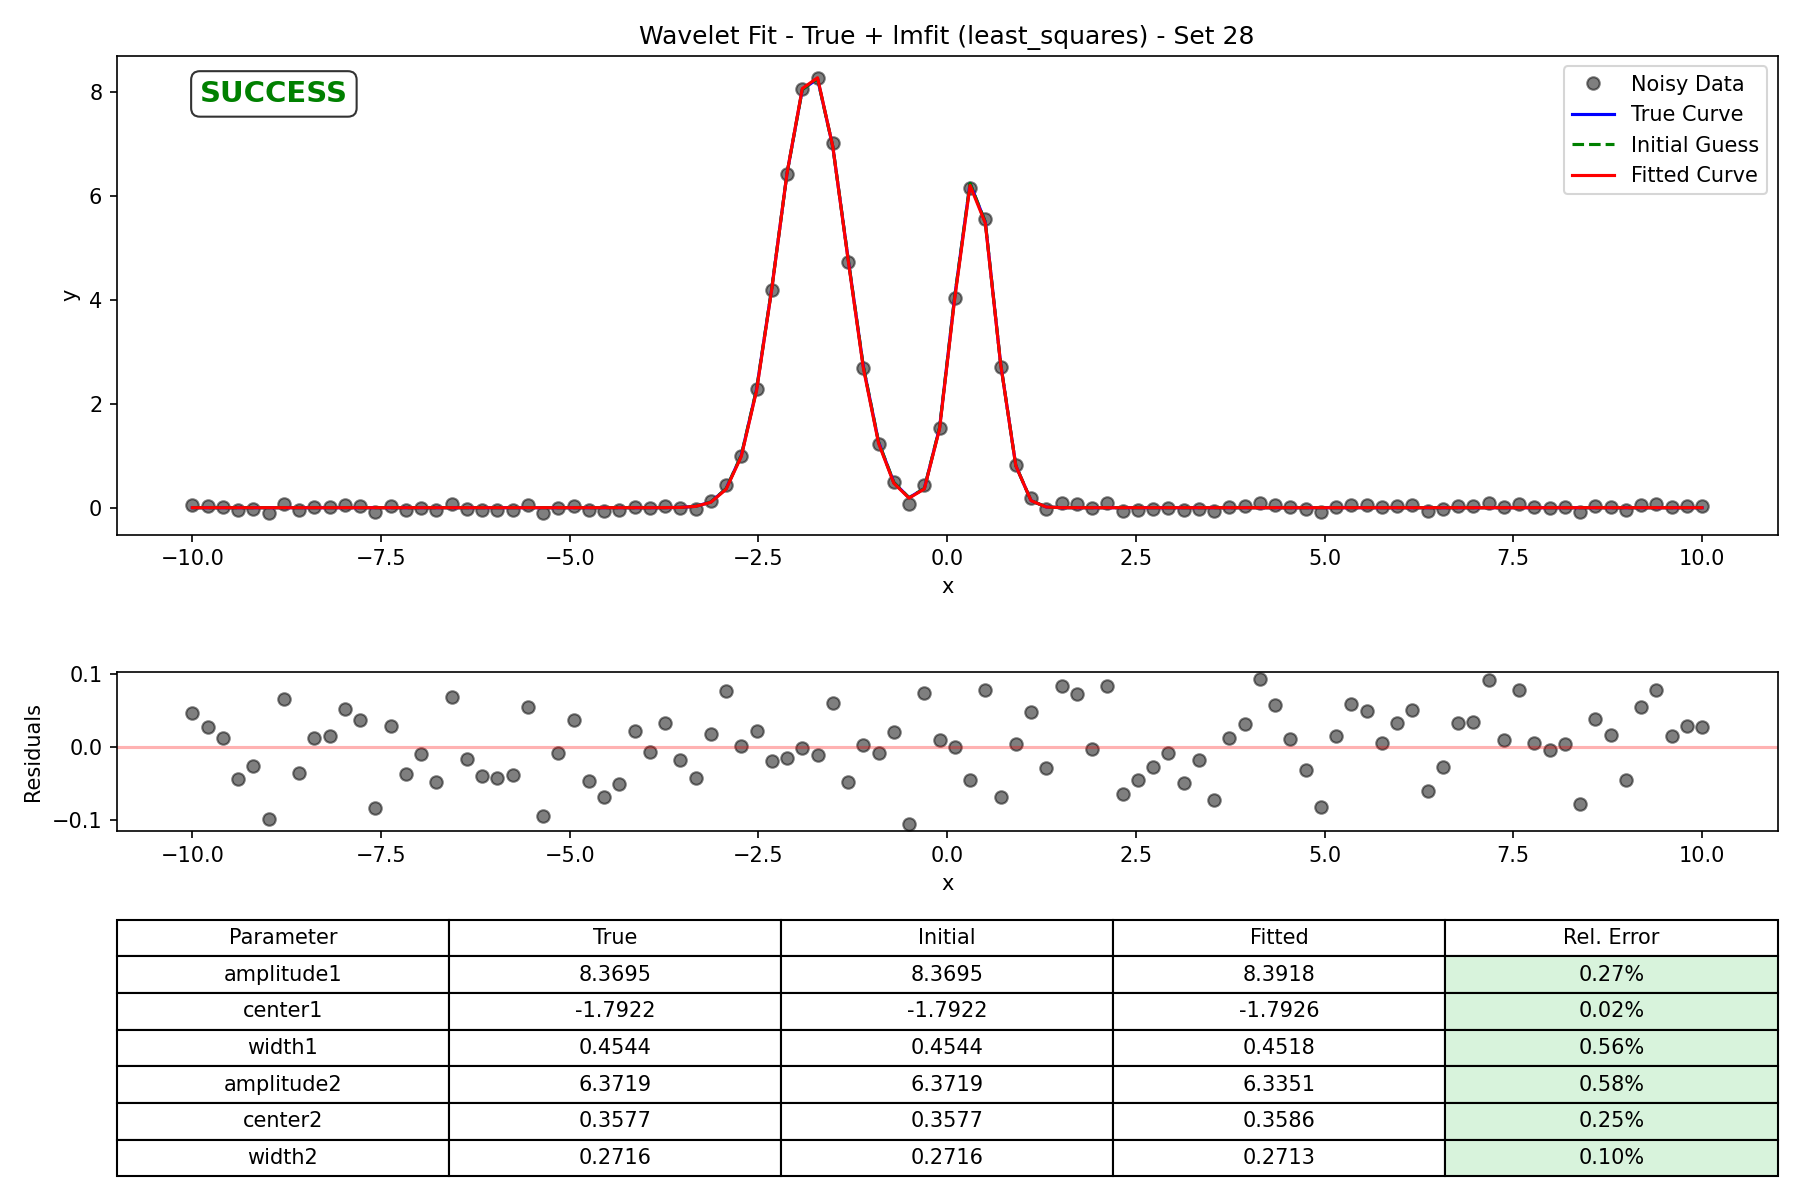 Wavelet Fit - True + lmfit (least_squares) - Set 28
SUCCESS
Noisy Data
True Curve
Initial Guess
Fitted Curve
y
8
6
4
2
0
−10.0 −7.5 −5.0 −2.5 0.0 2.5 5.0 7.5 10.0
x
Residuals
0.1
0.0
−0.1
−10.0 −7.5 −5.0 −2.5 0.0 2.5 5.0 7.5 10.0
x
Parameter True Initial Fitted Rel. Error
amplitude1 8.3695 8.3695 8.3918 0.27%
center1 -1.7922 -1.7922 -1.7926 0.02%
width1 0.4544 0.4544 0.4518 0.56%
amplitude2 6.3719 6.3719 6.3351 0.58%
center2 0.3577 0.3577 0.3586 0.25%
width2 0.2716 0.2716 0.2713 0.10%